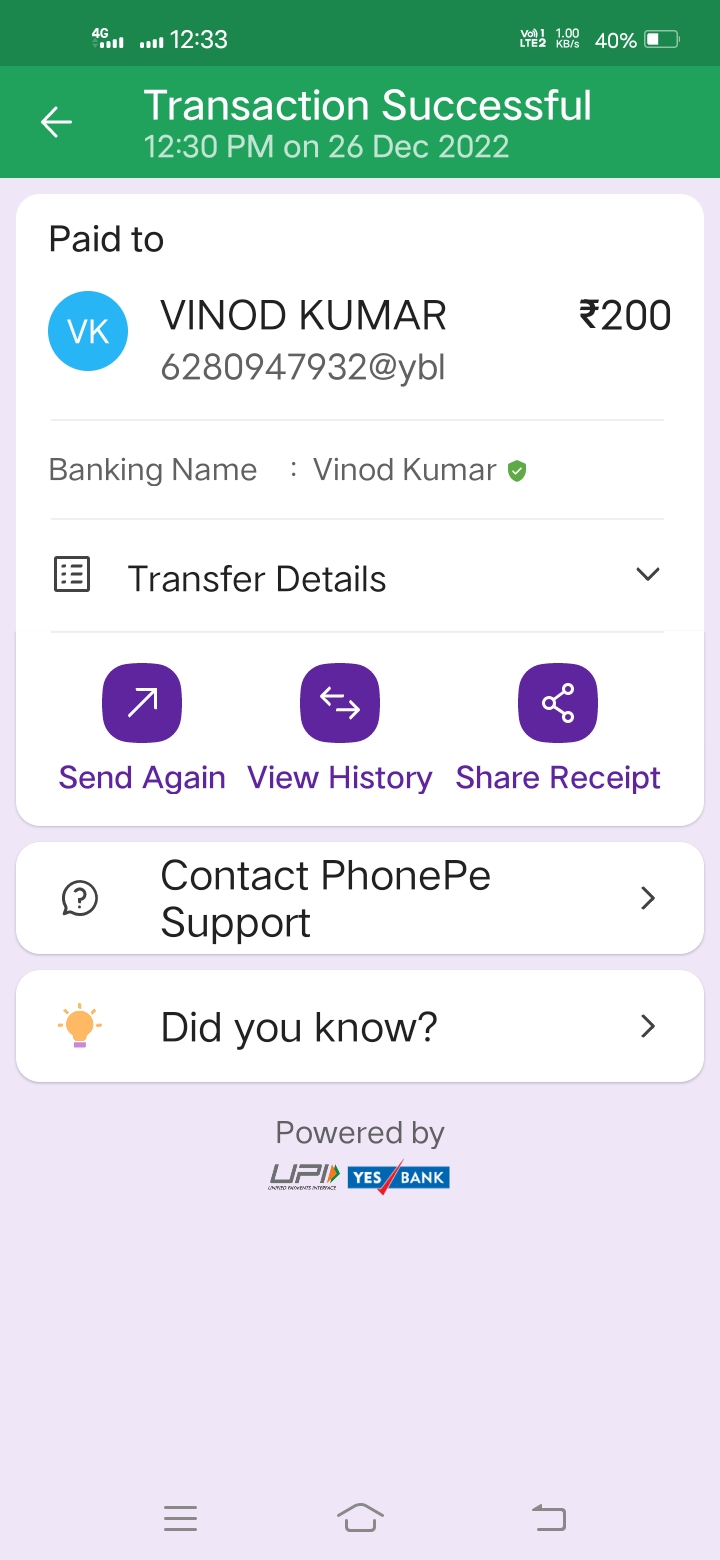 4G 12:33 Vo)) 1 LTE2 1.00 KB/s 40%
Transaction Successful
12:30 PM on 26 Dec 2022
Paid to
VK VINOD KUMAR ₹200
6280947932@ybl
Banking Name : Vinod Kumar
Transfer Details
Send Again View History Share Receipt
Contact PhonePe
Support
Did you know?
Powered by
UPI YES BANK
UNIFIED PAYMENTS INTERFACE